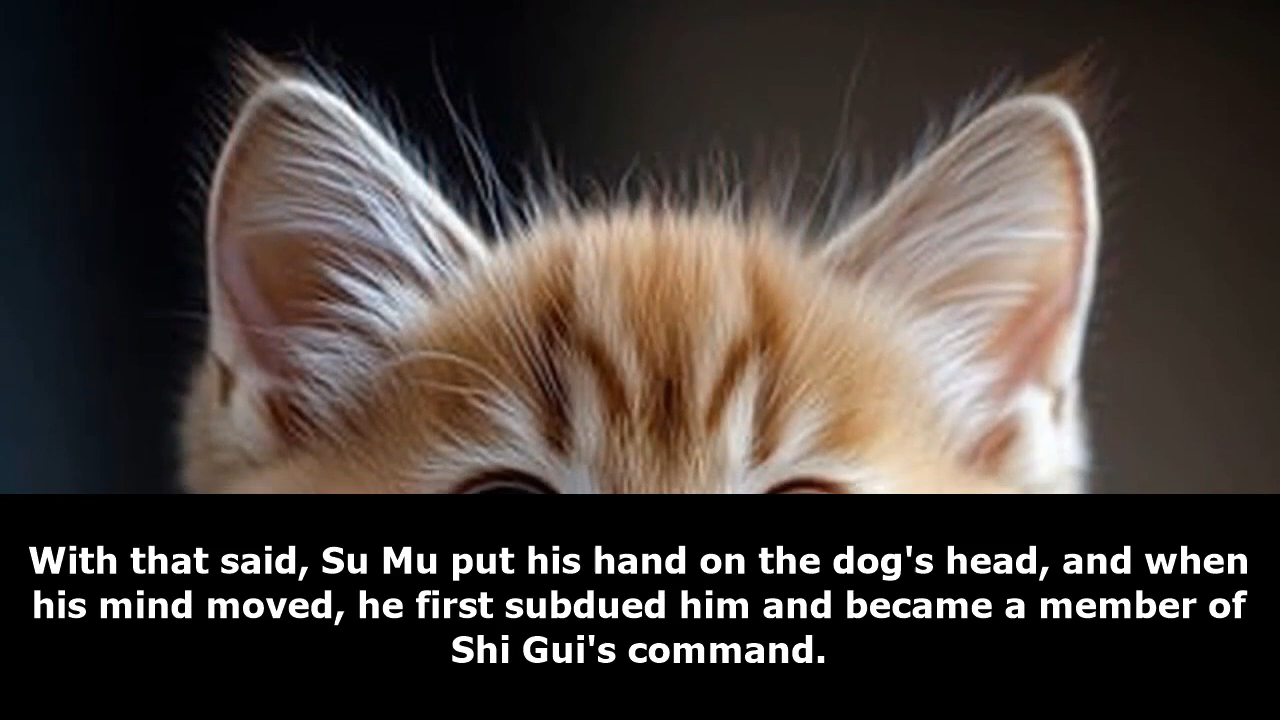 With that said, Su Mu put his hand on the dog's head, and when
his mind moved, he first subdued him and became a member of
Shi Gui's command.